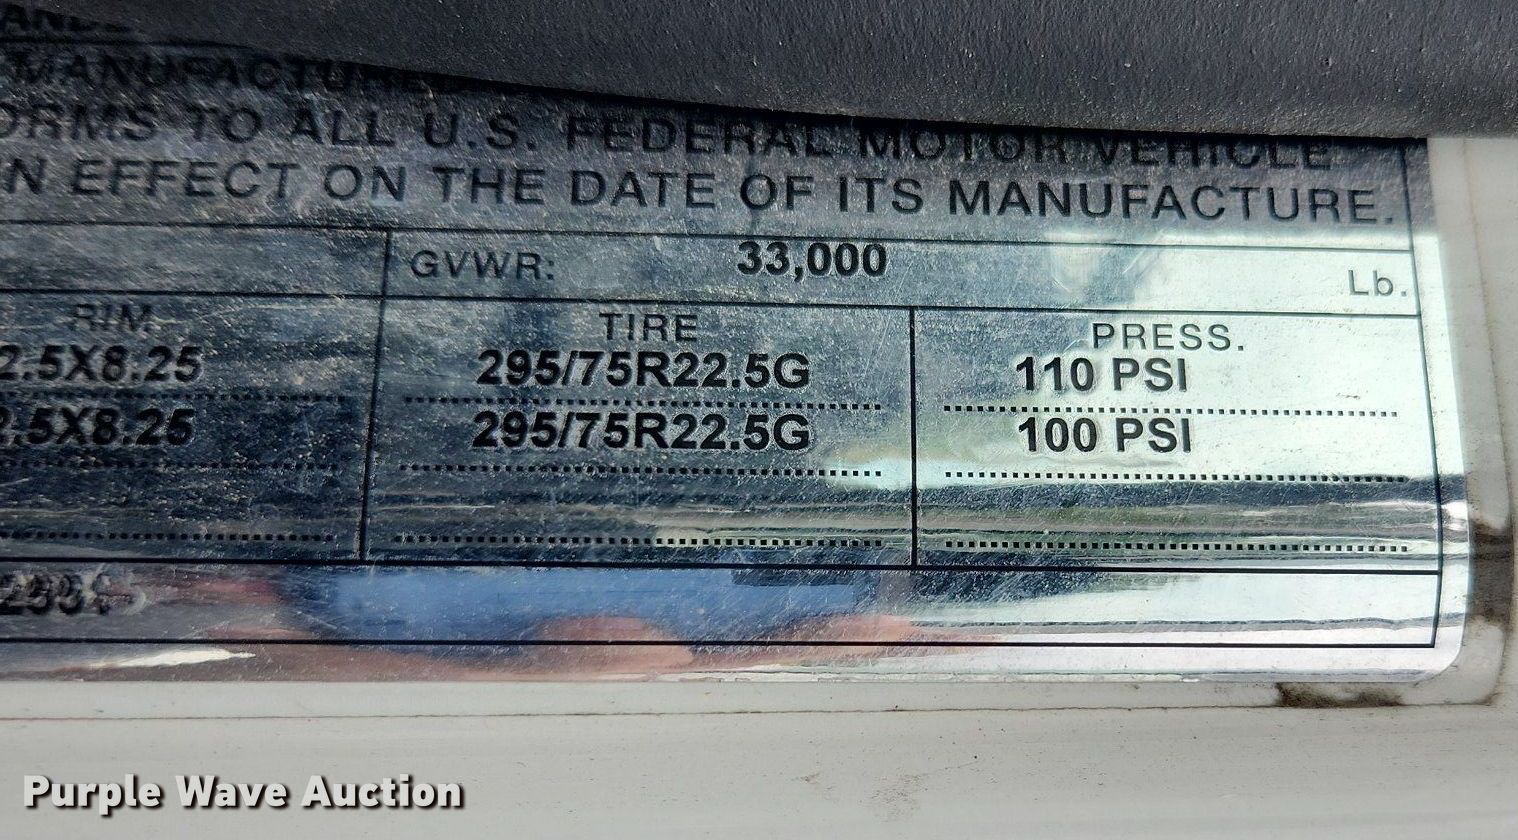 MANUFACTURE
ORMS TO ALL U.S. FEDERAL MOTOR VEHICLE
N EFFECT ON THE DATE OF ITS MANUFACTURE.
GVWR: 33,000 Lb.
RIM TIRE PRESS.
2.5X8.25 295/75R22.5G 110 PSI
2.5X8.25 295/75R22.5G 100 PSI
Purple Wave Auction